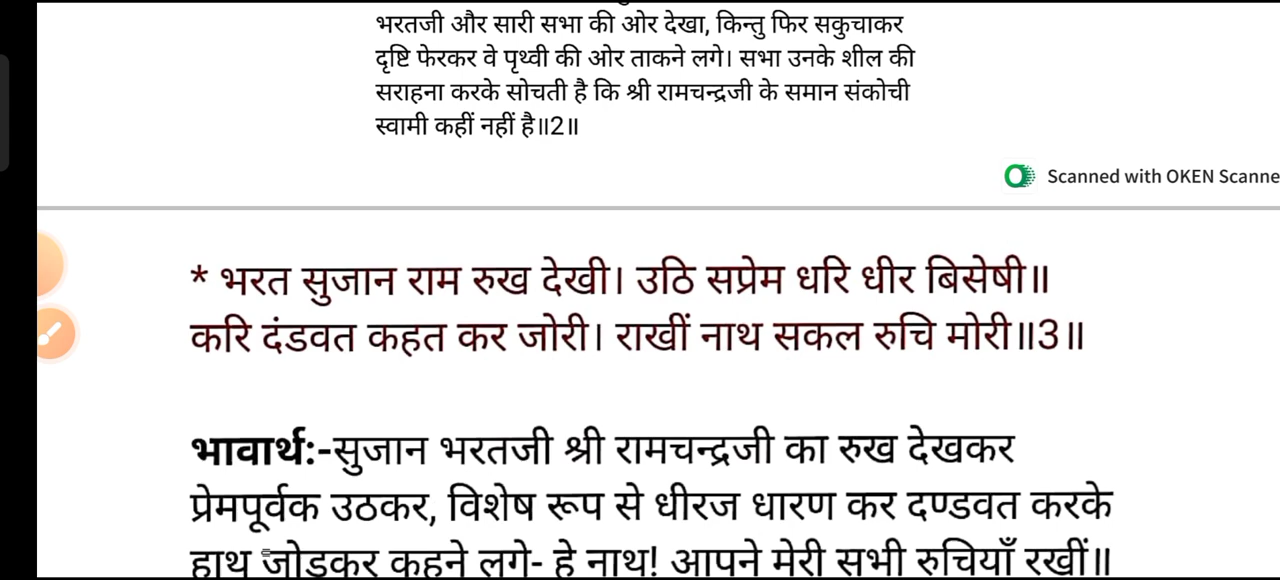 भरतजी और सारी सभा की ओर देखा, किन्तु फिर सकुचाकर
दृष्टि फेरकर वे पृथ्वी की ओर ताकने लगे। सभा उनके शील की
सराहना करके सोचती है कि श्री रामचन्द्रजी के समान संकोची
स्वामी कहीं नहीं है॥2॥
Scanned with OKEN Scanne
* भरत सुजान राम रुख देखी। उठि सप्रेम धरि धीर बिसेषी॥
करि दंडवत कहत कर जोरी। राखीं नाथ सकल रुचि मोरी॥3॥
भावार्थ:-सुजान भरतजी श्री रामचन्द्रजी का रुख देखकर
प्रेमपूर्वक उठकर, विशेष रूप से धीरज धारण कर दण्डवत करके
हाथ जोड़कर कहने लगे- हे नाथ! आपने मेरी सभी रुचियाँ रखीं॥